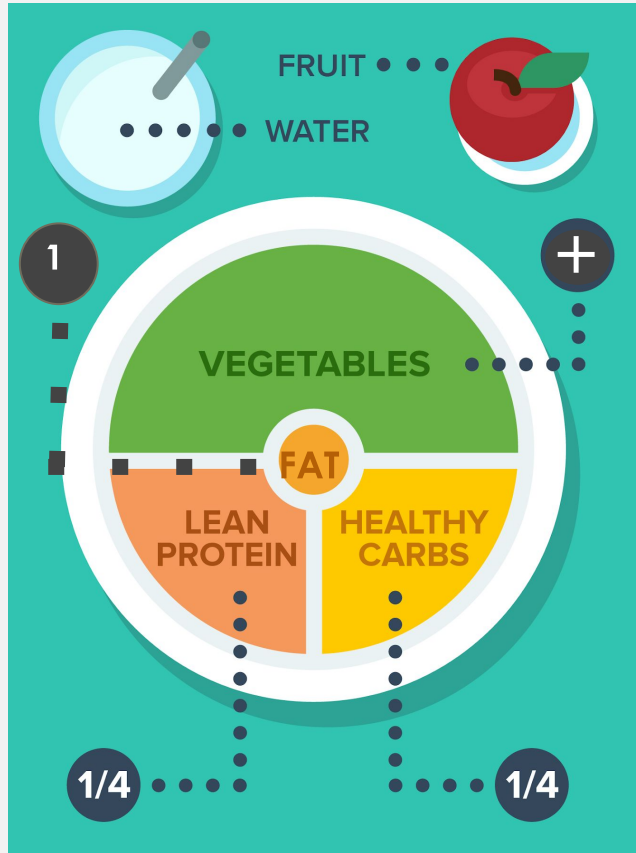 FRUIT
WATER
1
+
VEGETABLES
FAT
LEAN
PROTEIN
HEALTHY
CARBS
1/4
1/4